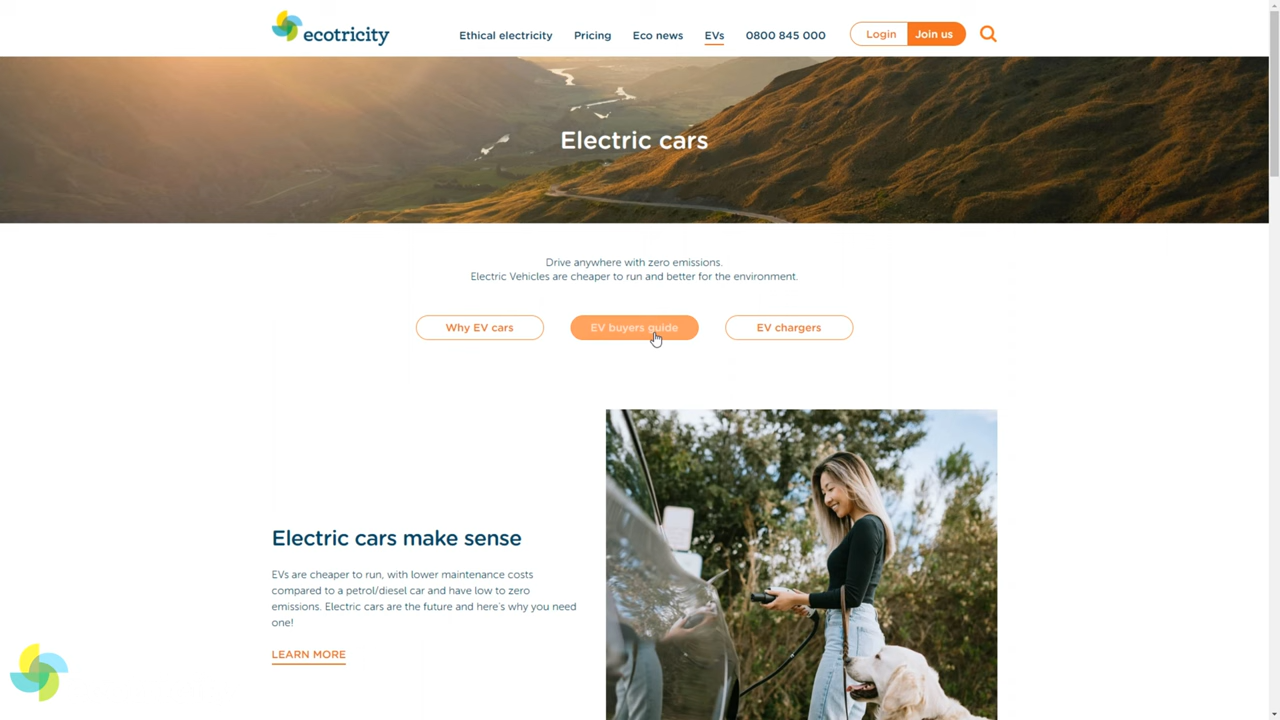 ecotricity
Ethical electricity
Pricing
Eco news
EVs
0800 845 000
Login
Join us
Electric cars
Drive anywhere with zero emissions.
Electric Vehicles are cheaper to run and better for the environment.
Why EV cars
EV buyers guide
EV chargers
Electric cars make sense
EVs are cheaper to run, with lower maintenance costs
compared to a petrol/diesel car and have low to zero
emissions. Electric cars are the future and here's why you need
one!
LEARN MORE